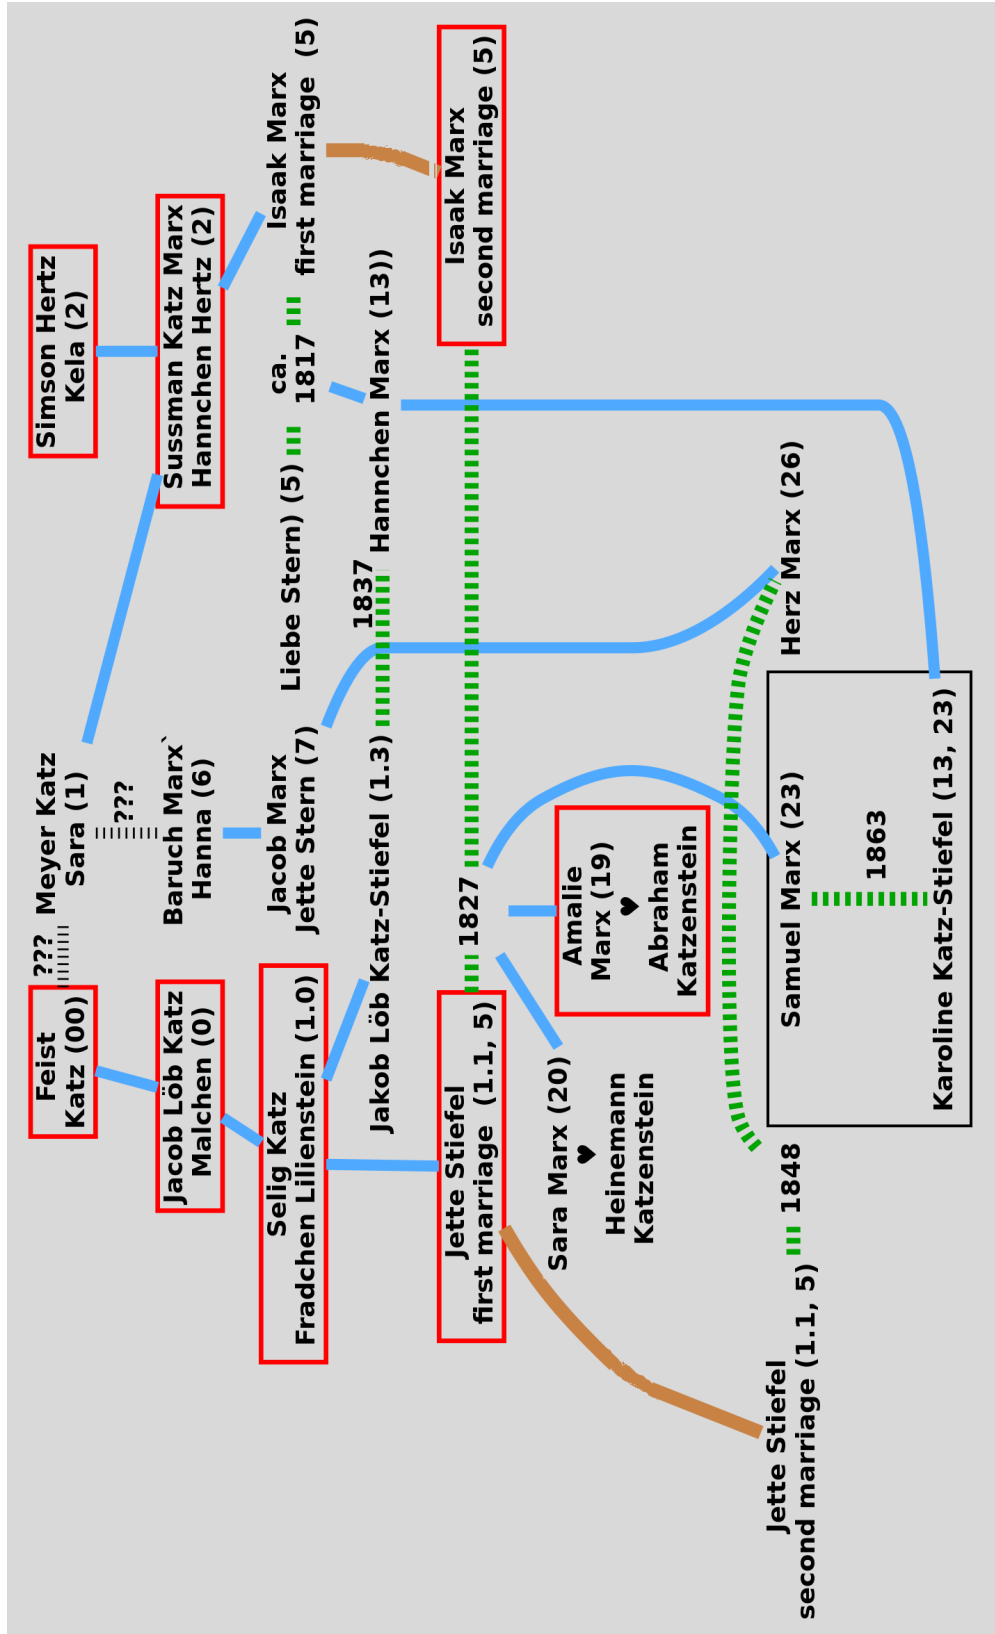 Feist
Katz (00)
???
Meyer Katz
Sara (1)
Simson Hertz
Kela (2)
???
Jacob Löb Katz
Malchen (0)
Baruch Marx`
Hanna (6)
Sussman Katz Marx
Hannchen Hertz (2)
Selig Katz
Fradchen Lilienstein (1.0)
Jacob Marx
Jette Stern (7)
Liebe Stern) (5)
ca.
1817
Isaak Marx
first marriage (5)
Jakob Löb Katz-Stiefel (1.3)
1837
Hannchen Marx (13))
Jette Stiefel
first marriage (1.1, 5)
1827
Isaak Marx
second marriage (5)
Sara Marx (20)
♥
Heinemann
Katzenstein
Amalie
Marx (19)
♥
Abraham
Katzenstein
Jette Stiefel
second marriage (1.1, 5)
1848
Herz Marx (26)
Samuel Marx (23)
1863
Karoline Katz-Stiefel (13, 23)